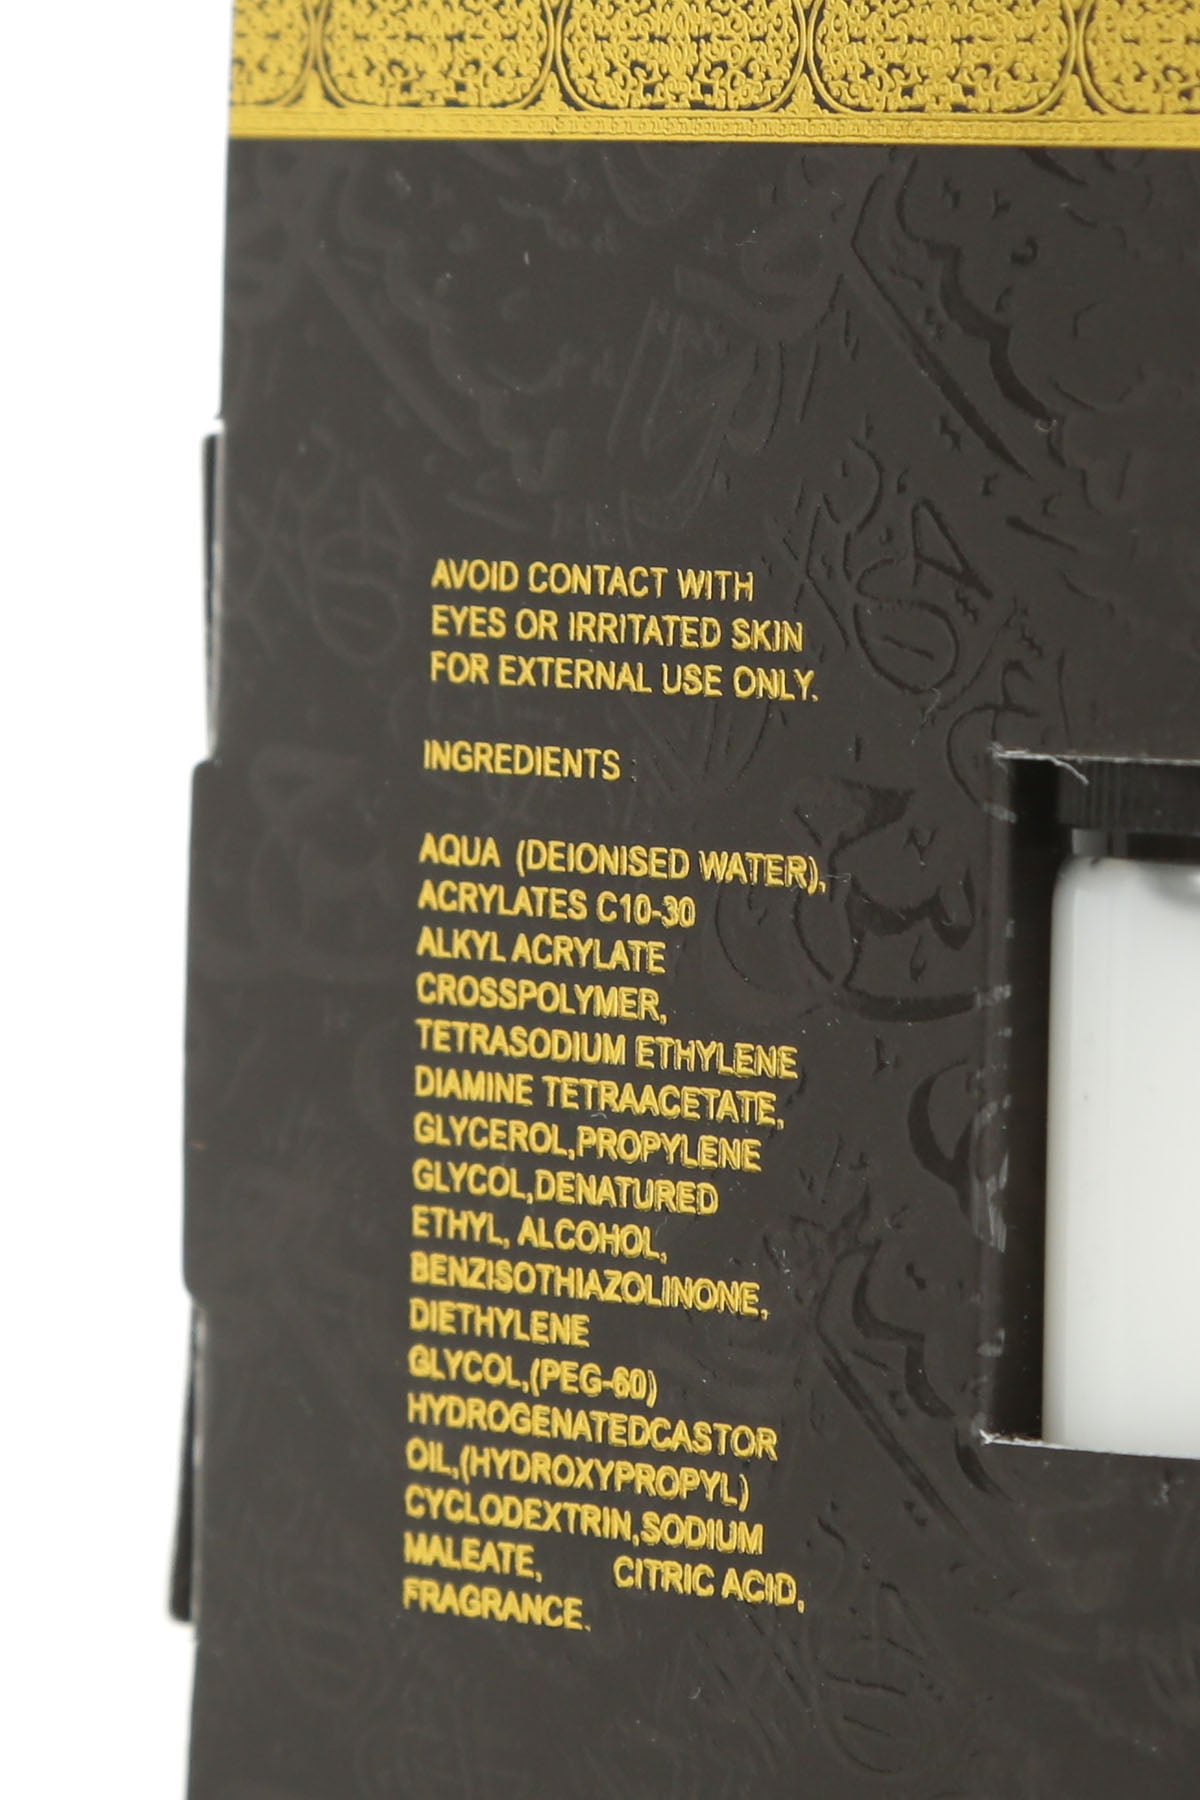 AVOID CONTACT WITH
EYES OR IRRITATED SKIN
FOR EXTERNAL USE ONLY.
INGREDIENTS :
AQUA (DEIONISED WATER),
ACRYLATES C10-30
ALKYL ACRYLATE
CROSSPOLYMER,
TETRASODIUM ETHYLENE
DIAMINE TETRAACETATE,
GLYCEROL,PROPYLENE
GLYCOL,DENATURED
ETHYL, ALCOHOL,
BENZISOTHIAZOLINONE,
DIETHYLENE
GLYCOL,(PEG-60)
HYDROGENATEDCASTOR
OIL,(HYDROXYPROPYL)
CYCLODEXTRIN,SODIUM
MALEATE, CITRIC ACID,
FRAGRANCE.